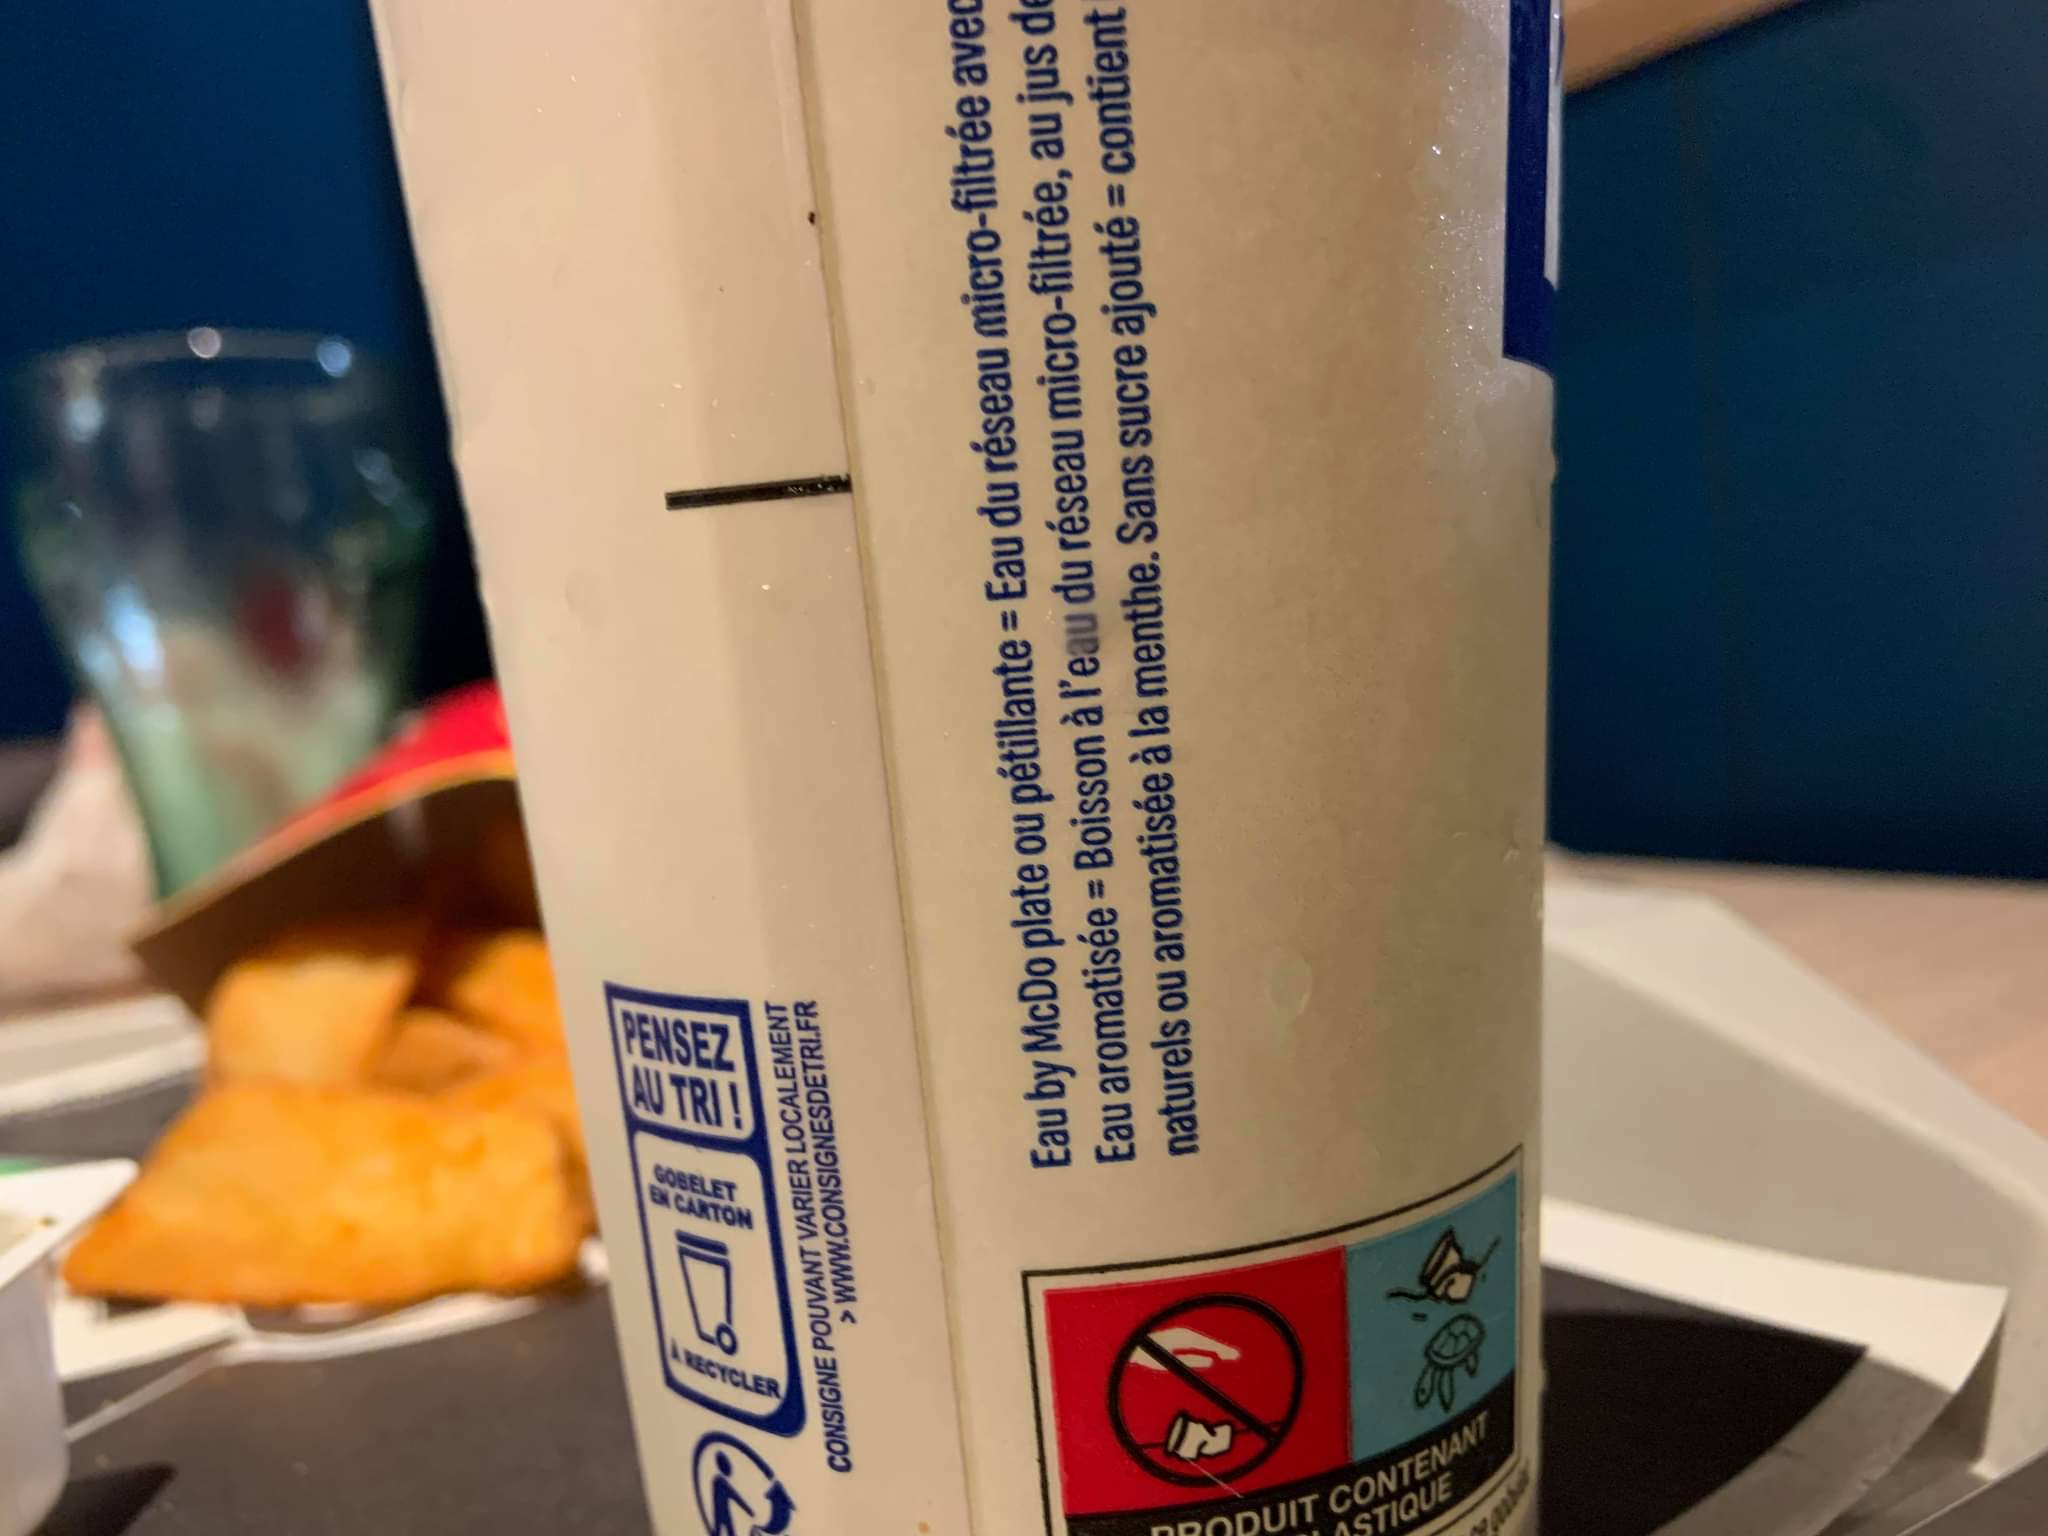 Eau by McDo plate ou pétillante = Eau du réseau micro-filtrée avec
Eau aromatisée = Boisson à l'eau du réseau micro-filtrée, au jus de
naturels ou aromatisée à la menthe. Sans sucre ajouté = contient
PENSEZ
AU TRI !
GOBELET
EN CARTON
À RECYCLER
CONSIGNE POUVANT VARIER LOCALEMENT
> WWW.CONSIGNESDETRI.FR
PRODUIT CONTENANT
PLASTIQUE